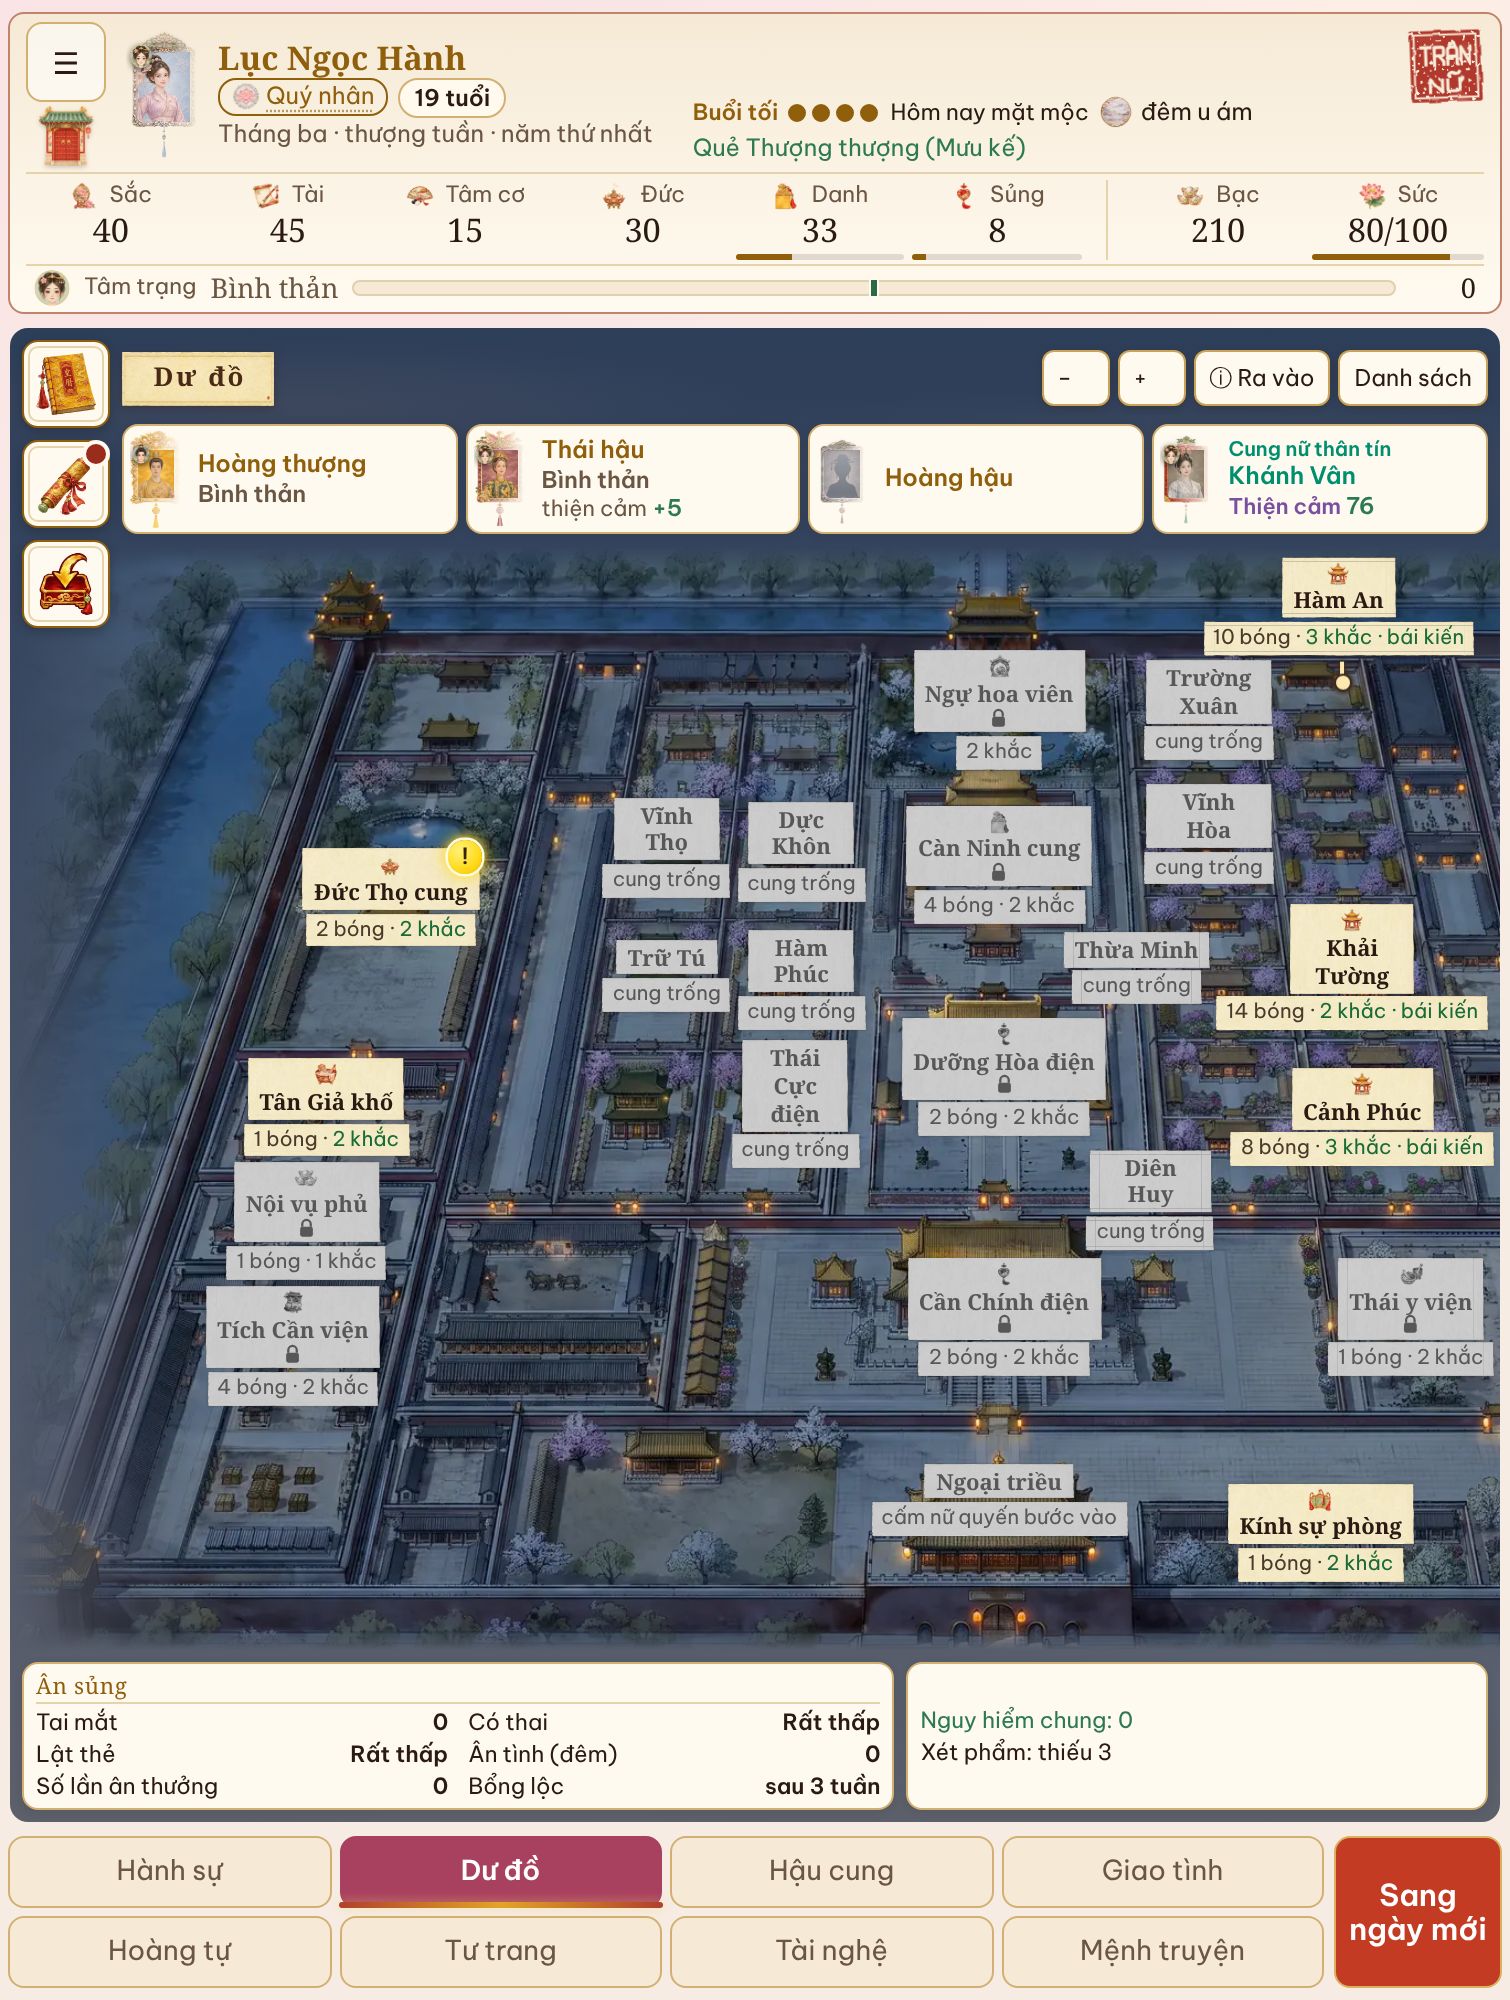 ☰
Lục Ngọc Hành
TRÂN
NỮ
Quý nhân
19 tuổi
Tháng ba · thượng tuần · năm thứ nhất
Buổi tối
Hôm nay mặt mộc
đêm u ám
Quẻ Thượng thượng (Mưu kế)
Sắc
Tài
Tâm cơ
Đức
Danh
Sủng
Bạc
Sức
40
45
15
30
33
8
210
80/100
Tâm trạng
Bình thản
0
Dư đồ
−
+
ⓘ Ra vào
Danh sách
Hoàng thượng
Bình thản
Thái hậu
Bình thản
thiện cảm +5
Hoàng hậu
Cung nữ thân tín
Khánh Vân
Thiện cảm 76
Hàm An
10 bóng · 3 khắc · bái kiến
Ngự hoa viên
2 khắc
Trường
Xuân
cung trống
Vĩnh
Thọ
cung trống
Dực
Khôn
cung trống
Càn Ninh cung
4 bóng · 2 khắc
Vĩnh
Hòa
cung trống
!
Đức Thọ cung
2 bóng · 2 khắc
Trữ Tú
cung trống
Hàm
Phúc
cung trống
Thừa Minh
cung trống
Khải
Tường
14 bóng · 2 khắc · bái kiến
Tân Giả khố
1 bóng · 2 khắc
Thái
Cực
điện
cung trống
Dưỡng Hòa điện
2 bóng · 2 khắc
Cảnh Phúc
8 bóng · 3 khắc · bái kiến
Nội vụ phủ
1 bóng · 1 khắc
Diên
Huy
cung trống
Tích Cần viện
4 bóng · 2 khắc
Cần Chính điện
2 bóng · 2 khắc
Thái y viện
1 bóng · 2 khắc
Ngoại triều
cấm nữ quyến bước vào
Kính sự phòng
1 bóng · 2 khắc
Ân sủng
Tai mắt 0
Có thai Rất thấp
Lật thẻ Rất thấp
Ân tình (đêm) 0
Số lần ân thưởng 0
Bổng lộc sau 3 tuần
Nguy hiểm chung: 0
Xét phẩm: thiếu 3
Hành sự
Dư đồ
Hậu cung
Giao tình
Sang
ngày mới
Hoàng tự
Tư trang
Tài nghệ
Mệnh truyện